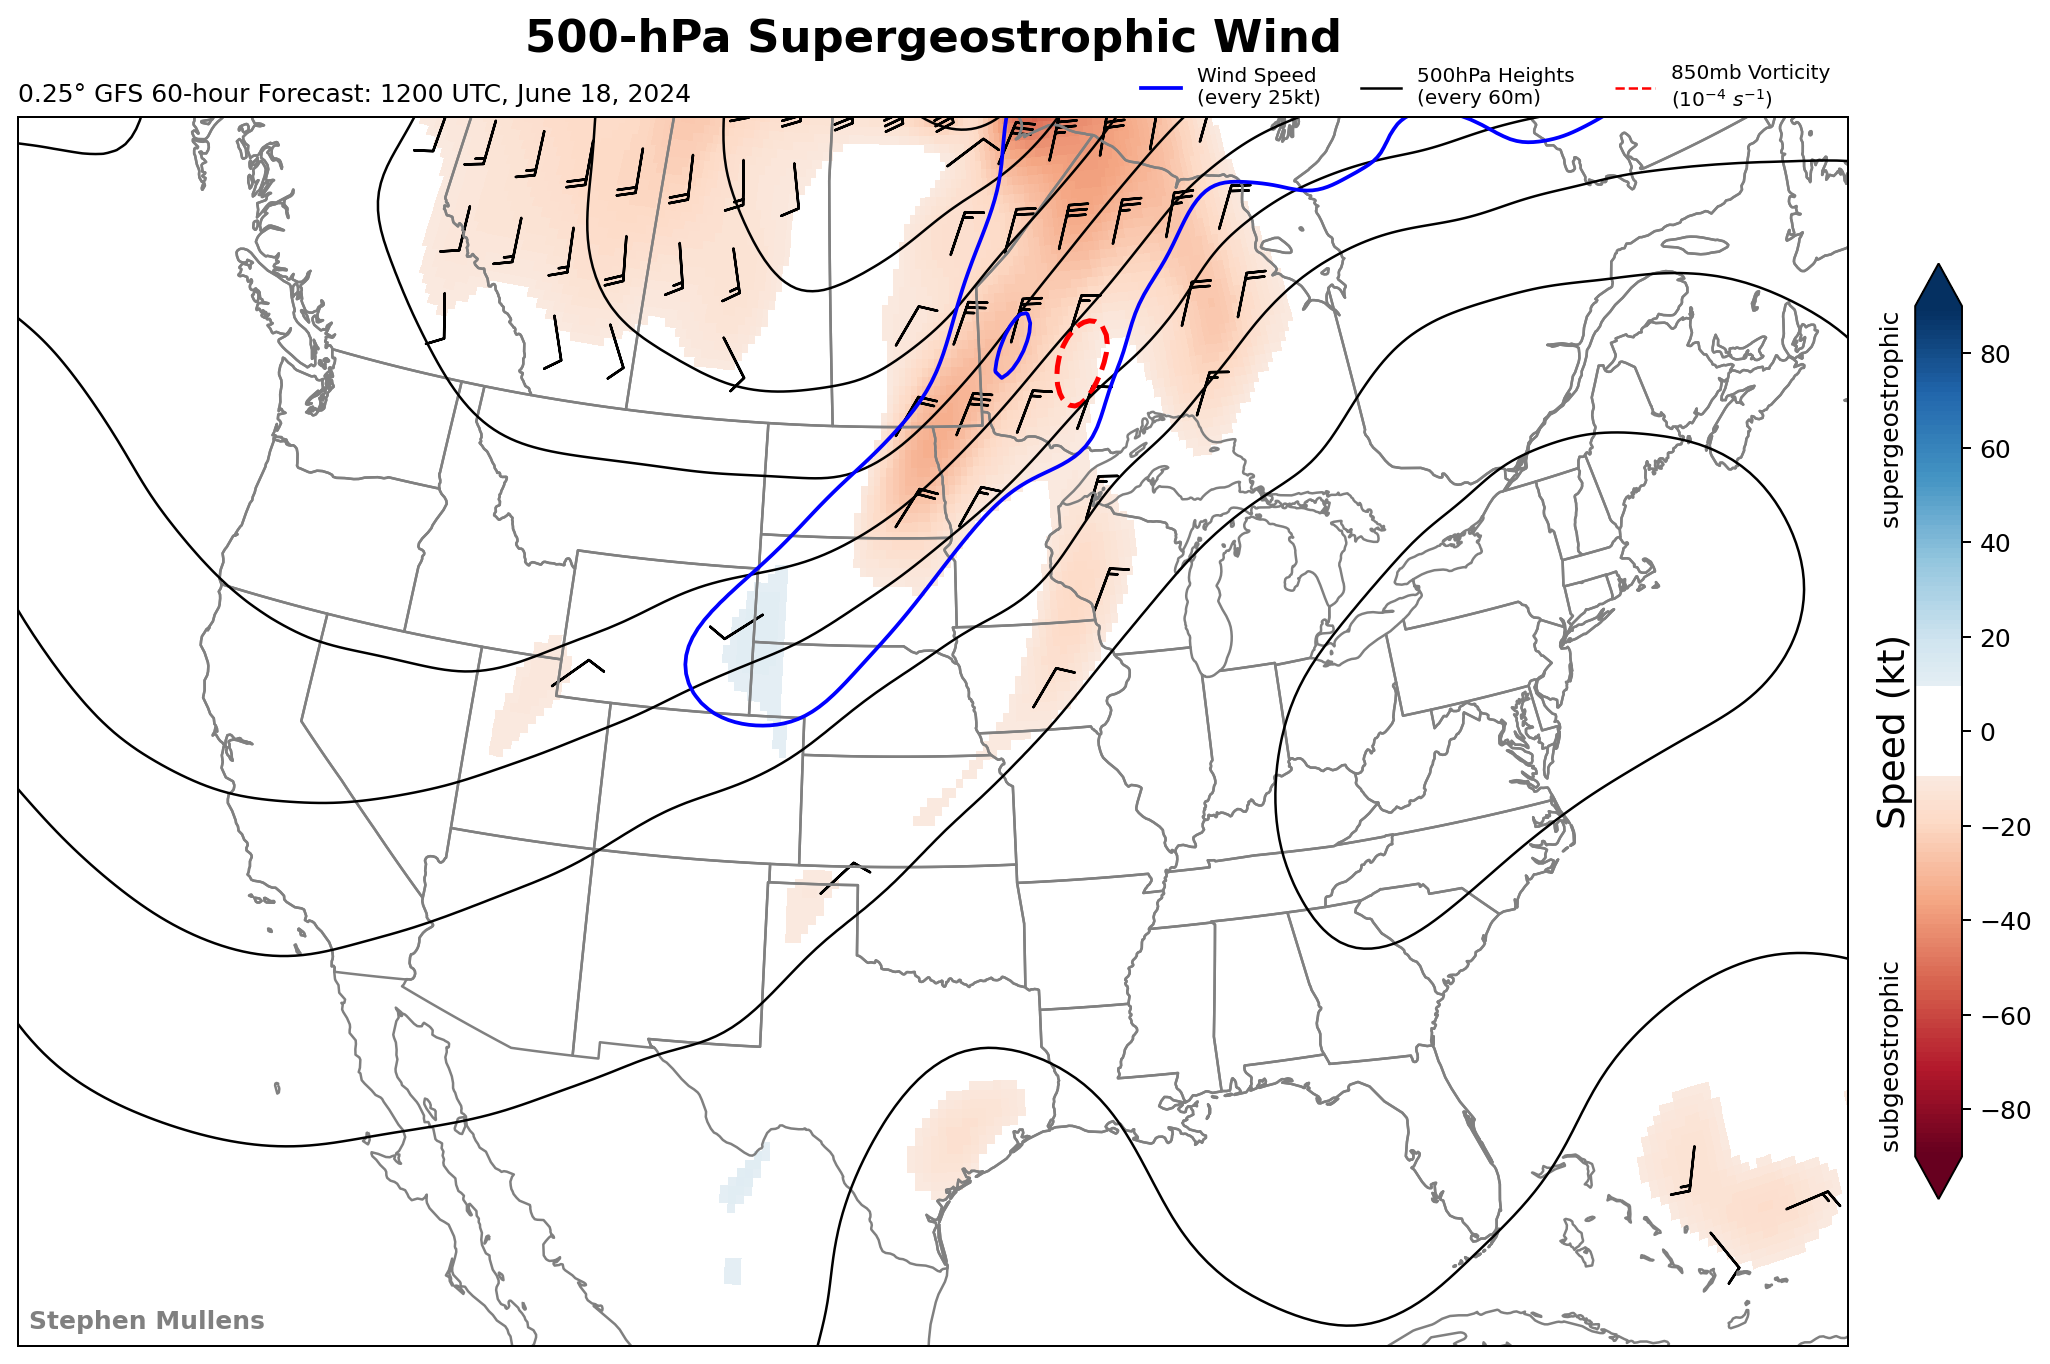 500-hPa Supergeostrophic Wind
0.25° GFS 60-hour Forecast: 1200 UTC, June 18, 2024
Wind Speed
(every 25kt)
500hPa Heights
(every 60m)
850mb Vorticity
(10⁻⁴ s⁻¹)
supergeostrophic
Speed (kt)
subgeostrophic
80
60
40
20
0
−20
−40
−60
−80
Stephen Mullens